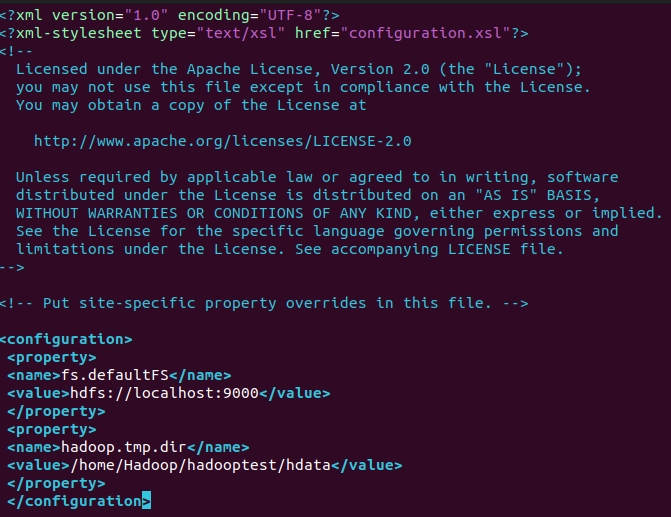 <?xml version="1.0" encoding="UTF-8"?>
<?xml-stylesheet type="text/xsl" href="configuration.xsl"?>
<!--
  Licensed under the Apache License, Version 2.0 (the "License");
  you may not use this file except in compliance with the License.
  You may obtain a copy of the License at

    http://www.apache.org/licenses/LICENSE-2.0

  Unless required by applicable law or agreed to in writing, software
  distributed under the License is distributed on an "AS IS" BASIS,
  WITHOUT WARRANTIES OR CONDITIONS OF ANY KIND, either express or implied.
  See the License for the specific language governing permissions and
  limitations under the License. See accompanying LICENSE file.
-->

<!-- Put site-specific property overrides in this file. -->

<configuration>
 <property>
 <name>fs.defaultFS</name>
 <value>hdfs://localhost:9000</value>
 </property>
 <property>
 <name>hadoop.tmp.dir</name>
 <value>/home/Hadoop/hadooptest/hdata</value>
 </property>
 </configuration>